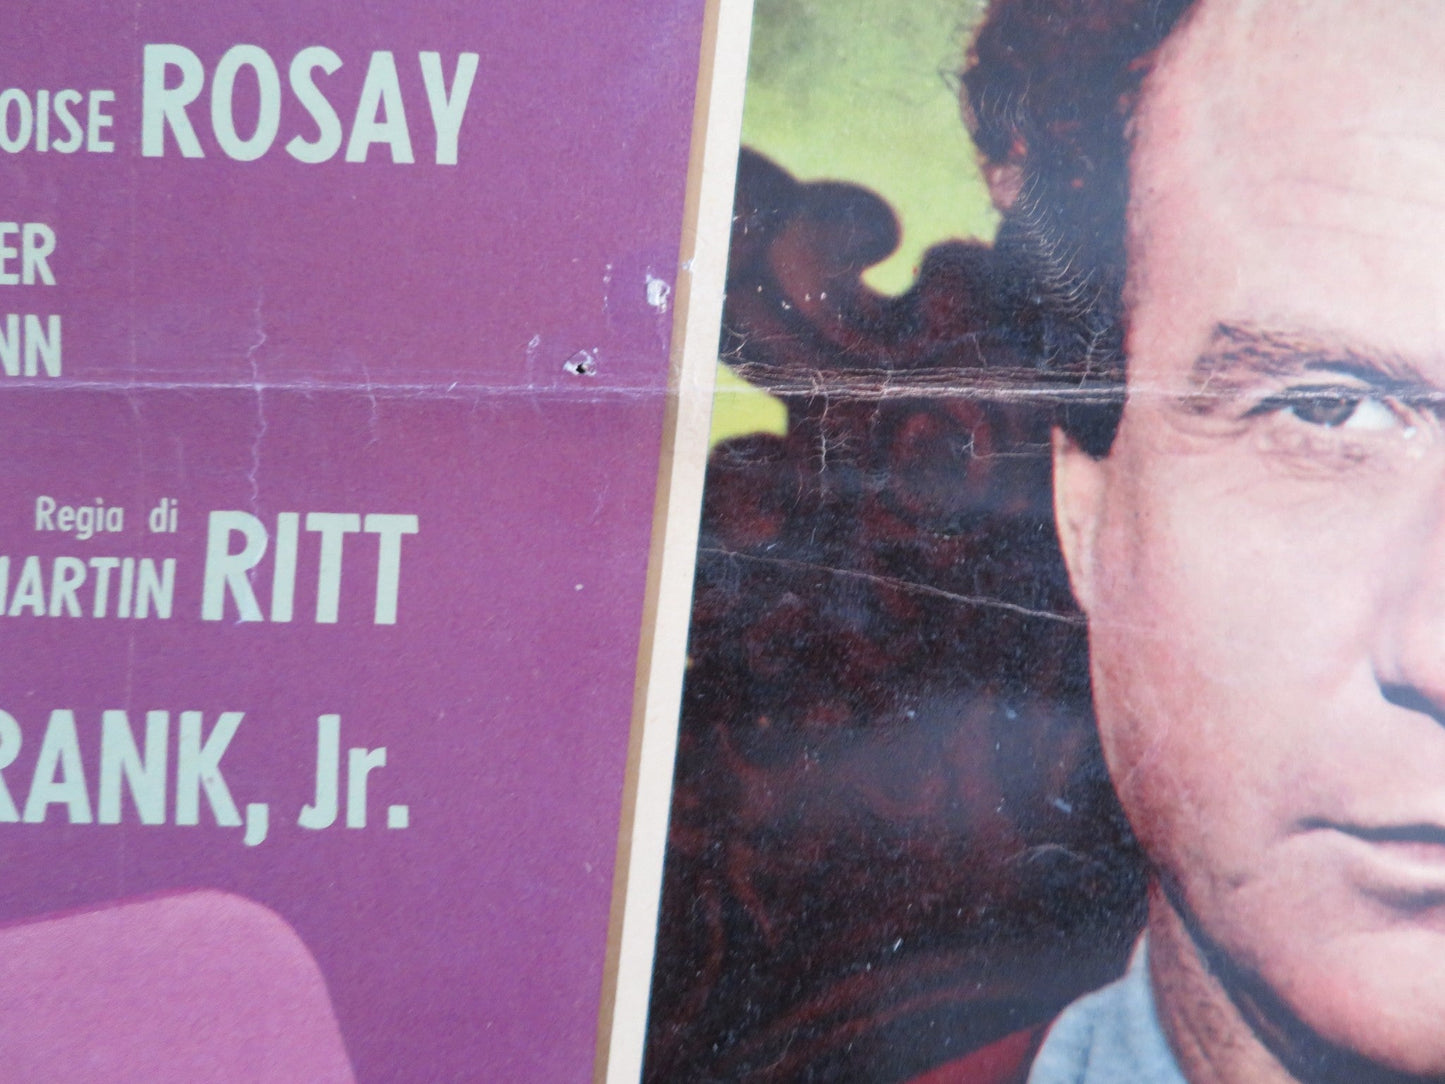 OISE ROSAY
ER
NN
Regia di
MARTIN RITT
RANK, Jr.